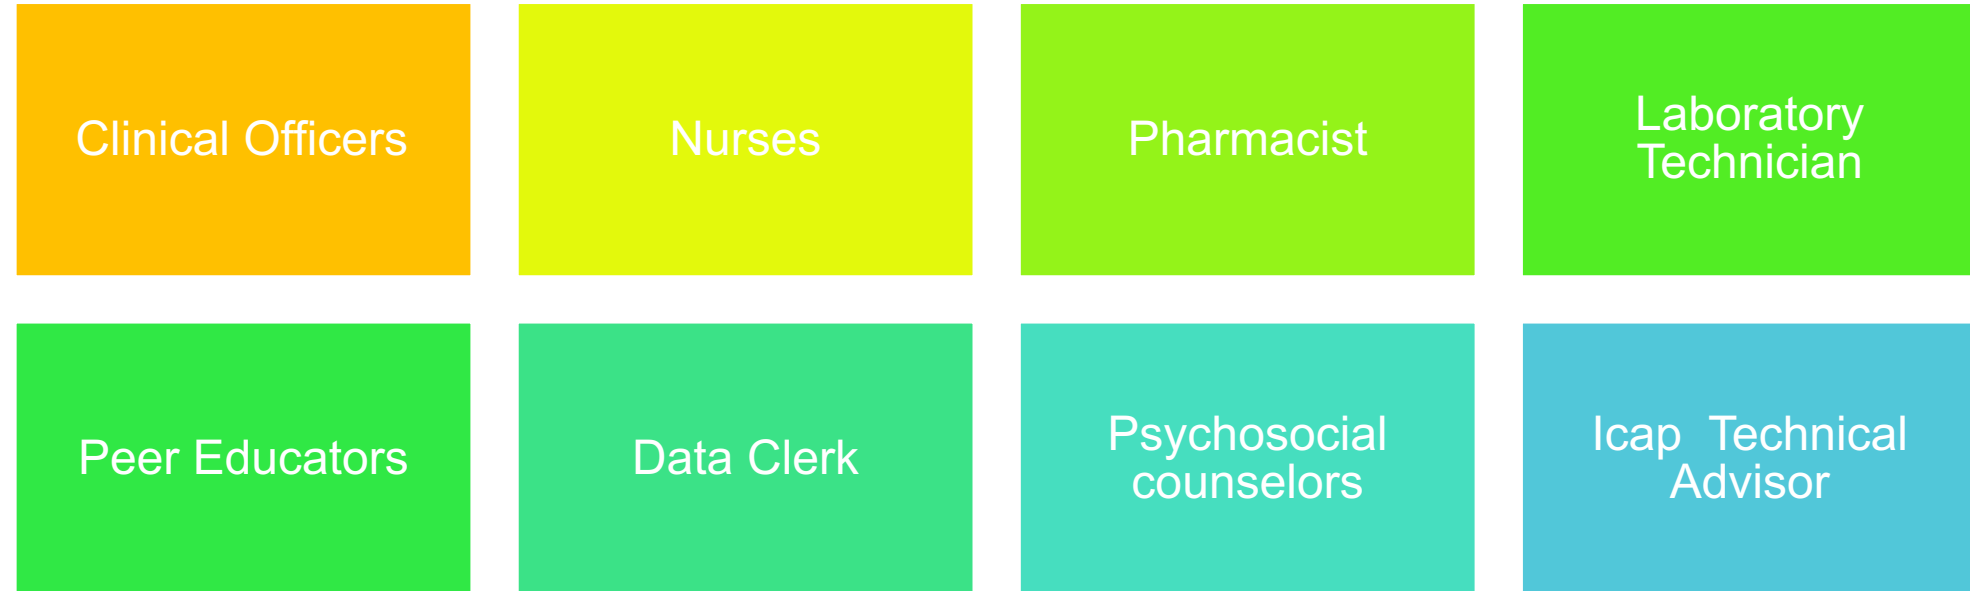 Clinical Officers
Nurses
Pharmacist
Laboratory
Technician
Peer Educators
Data Clerk
Psychosocial
counselors
Icap  Technical
Advisor